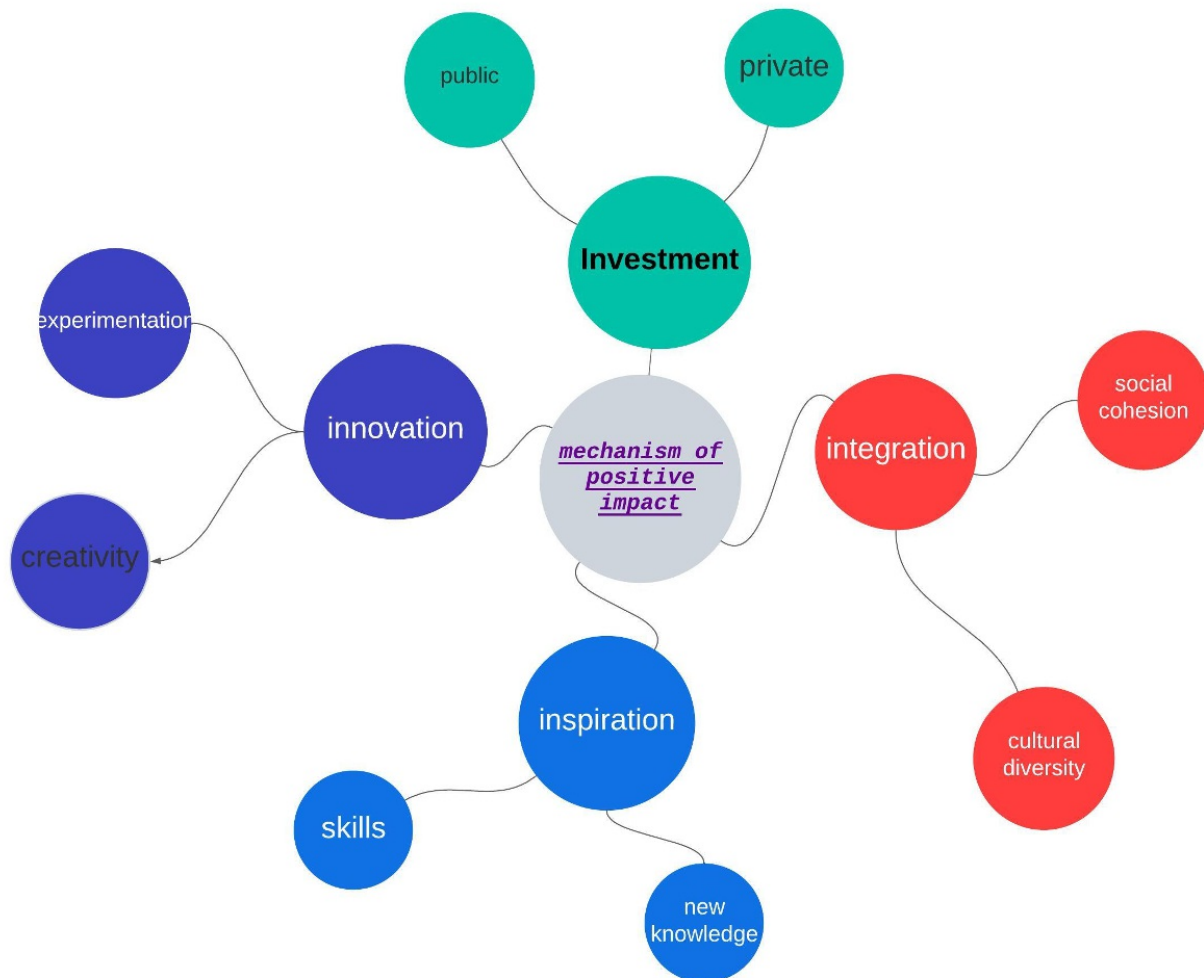 public
private
Investment
experimentation
innovation
creativity
mechanism of
positive
impact
integration
social
cohesion
cultural
diversity
inspiration
skills
new
knowledge